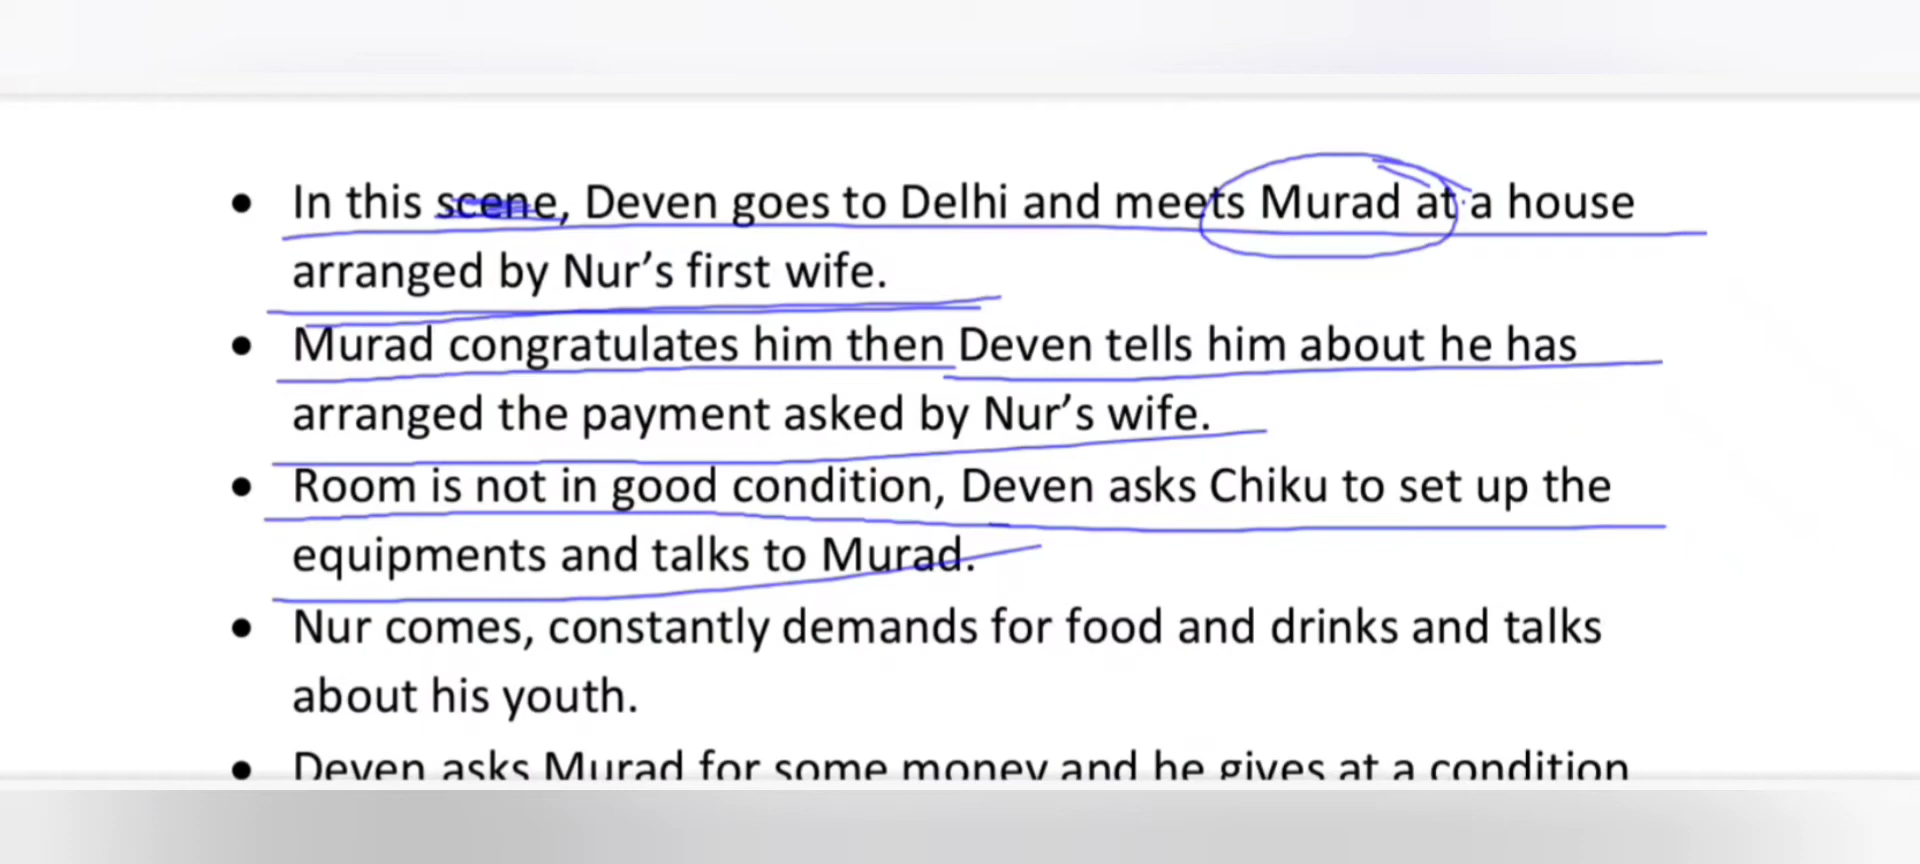 • In this scene, Deven goes to Delhi and meets Murad at a house
arranged by Nur's first wife.
• Murad congratulates him then Deven tells him about he has
arranged the payment asked by Nur's wife.
• Room is not in good condition, Deven asks Chiku to set up the
equipments and talks to Murad.
• Nur comes, constantly demands for food and drinks and talks
about his youth.
• Deven asks Murad for some money and he gives at a condition